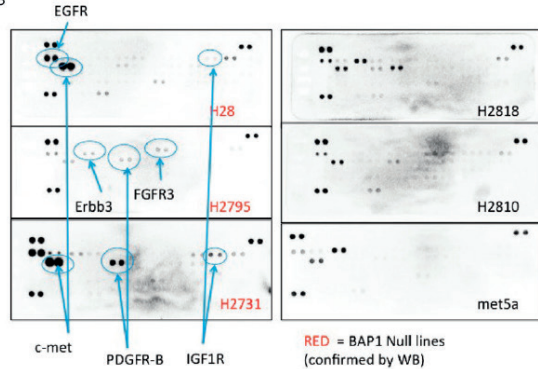 EGFR
H28
H2818
Erbb3
FGFR3
H2795
H2810
H2731
met5a
c-met
PDGFR-B
IGF1R
RED = BAP1 Null lines
(confirmed by WB)